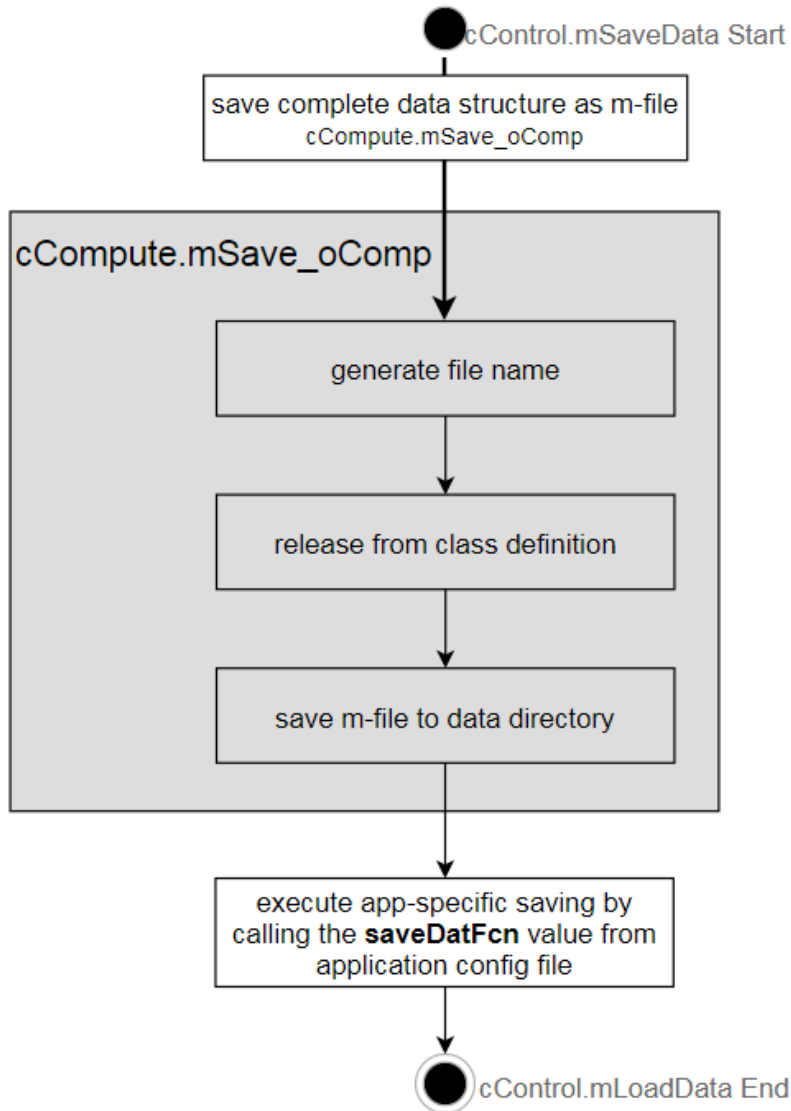 cControl.mSaveData Start
save complete data structure as m-file
cCompute.mSave_oComp
cCompute.mSave_oComp
generate file name
release from class definition
save m-file to data directory
execute app-specific saving by
calling the saveDatFcn value from
application config file
cControl.mLoadData End